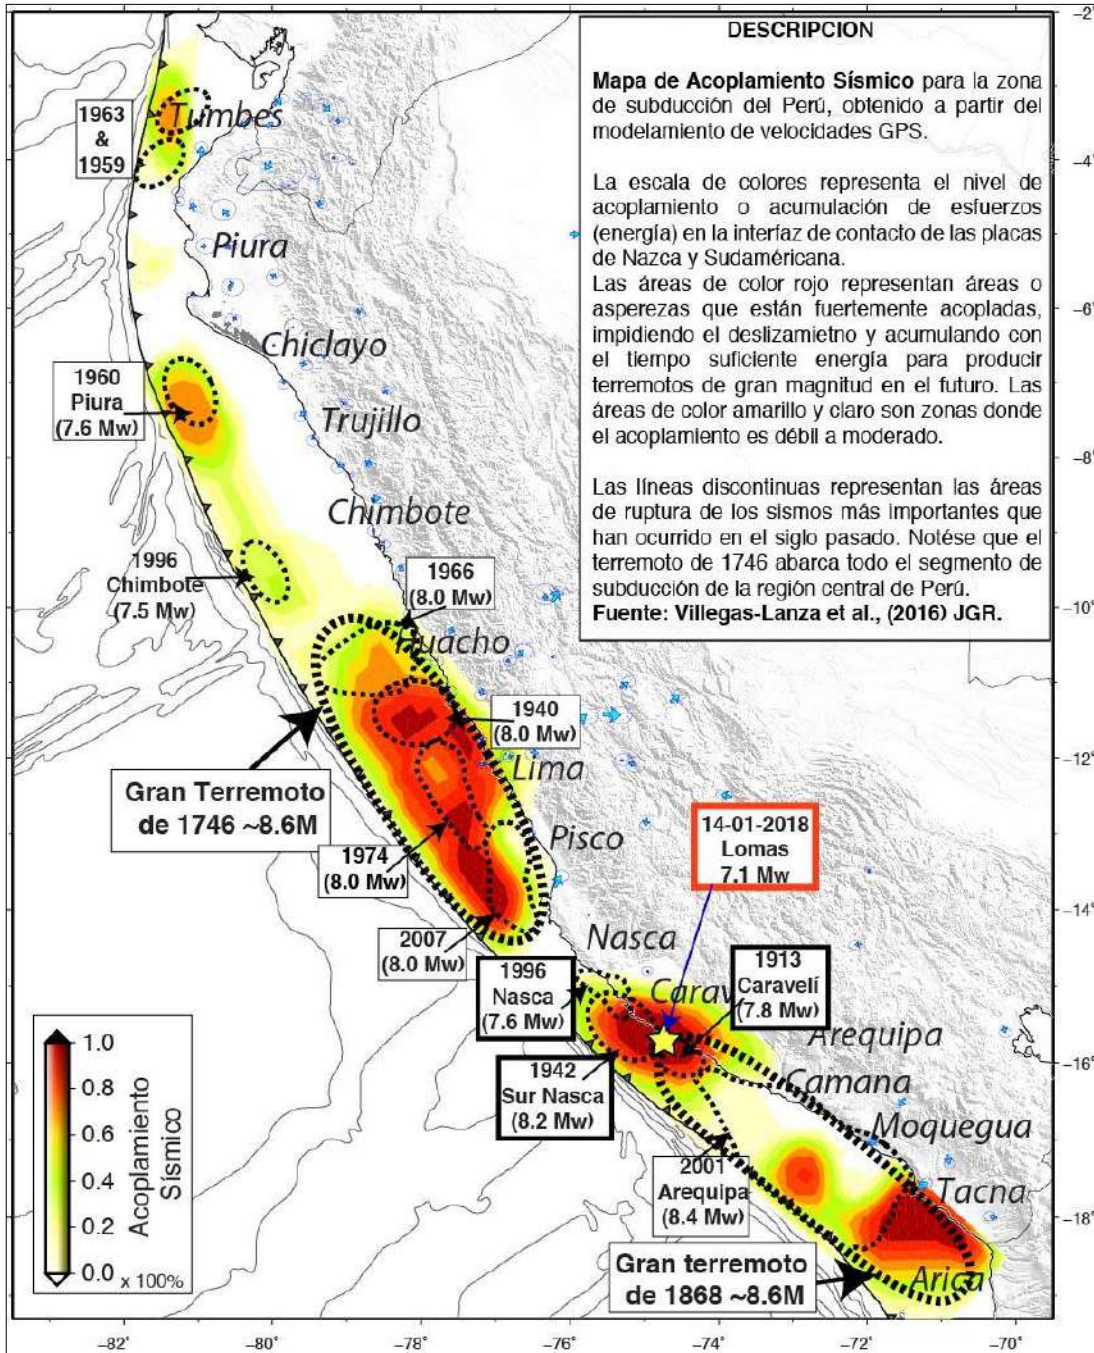 DESCRIPCION
Mapa de Acoplamiento Sísmico para la zona
de subducción del Perú, obtenido a partir del
modelamiento de velocidades GPS.
La escala de colores representa el nivel de
acoplamiento o acumulación de esfuerzos
(energía) en la interfaz de contacto de las placas
de Nazca y Sudaméricana.
Las áreas de color rojo representan áreas o
asperezas que están fuertemente acopladas,
impidiendo el deslizamietno y acumulando con
el tiempo suficiente energía para producir
terremotos de gran magnitud en el futuro. Las
áreas de color amarillo y claro son zonas donde
el acoplamiento es débil a moderado.
Las líneas discontinuas representan las áreas
de ruptura de los sismos más importantes que
han ocurrido en el siglo pasado. Notése que el
terremoto de 1746 abarca todo el segmento de
subducción de la región central de Perú.
Fuente: Villegas-Lanza et al., (2016) JGR.
1963
&
1959
Tumbes
Piura
Chiclayo
1960
Piura
(7.6 Mw)
Trujillo
Chimbote
1996
Chimbote
(7.5 Mw)
1966
(8.0 Mw)
Huacho
1940
(8.0 Mw)
Lima
Gran Terremoto
de 1746 ~8.6M
Pisco
1974
(8.0 Mw)
14-01-2018
Lomas
7.1 Mw
2007
(8.0 Mw)
Nasca
1996
Nasca
(7.6 Mw)
Carav
1913
Caravelí
(7.8 Mw)
Arequipa
1942
Sur Nasca
(8.2 Mw)
Camana
Moquegua
2001
Arequipa
(8.4 Mw)
Tacna
Gran terremoto
de 1868 ~8.6M
Arica
1.0
0.8
0.6
0.4
0.2
0.0
x 100%
Acoplamiento
Sísmico
-2°
-4°
-6°
-8°
-10°
-12°
-14°
-16°
-18°
-82°
-80°
-78°
-76°
-74°
-72°
-70°